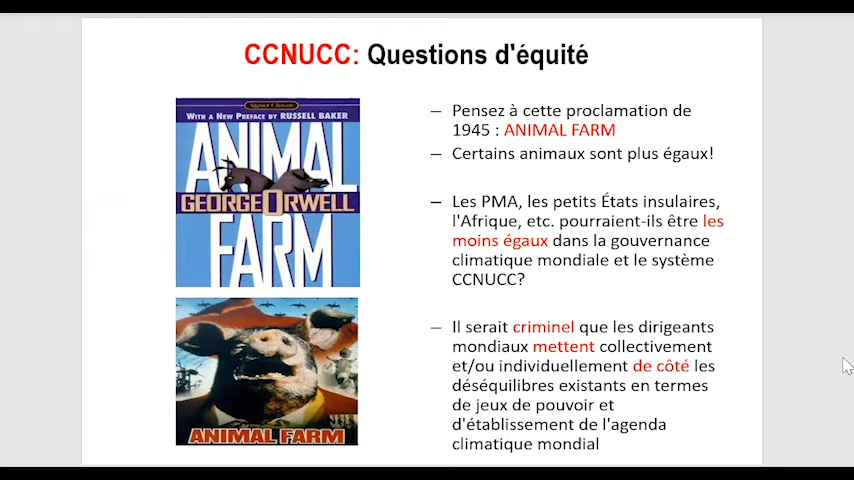 CCNUCC: Questions d'équité
Signet Classic
WITH A NEW PREFACE BY RUSSELL BAKER
ANIMAL
GEORGE ORWELL
FARM
ANIMAL FARM
– Pensez à cette proclamation de
1945 : ANIMAL FARM
– Certains animaux sont plus égaux!
– Les PMA, les petits États insulaires,
l'Afrique, etc. pourraient-ils être les
moins égaux dans la gouvernance
climatique mondiale et le système
CCNUCC?
– Il serait criminel que les dirigeants
mondiaux mettent collectivement
et/ou individuellement de côté les
déséquilibres existants en termes
de jeux de pouvoir et
d'établissement de l'agenda
climatique mondial